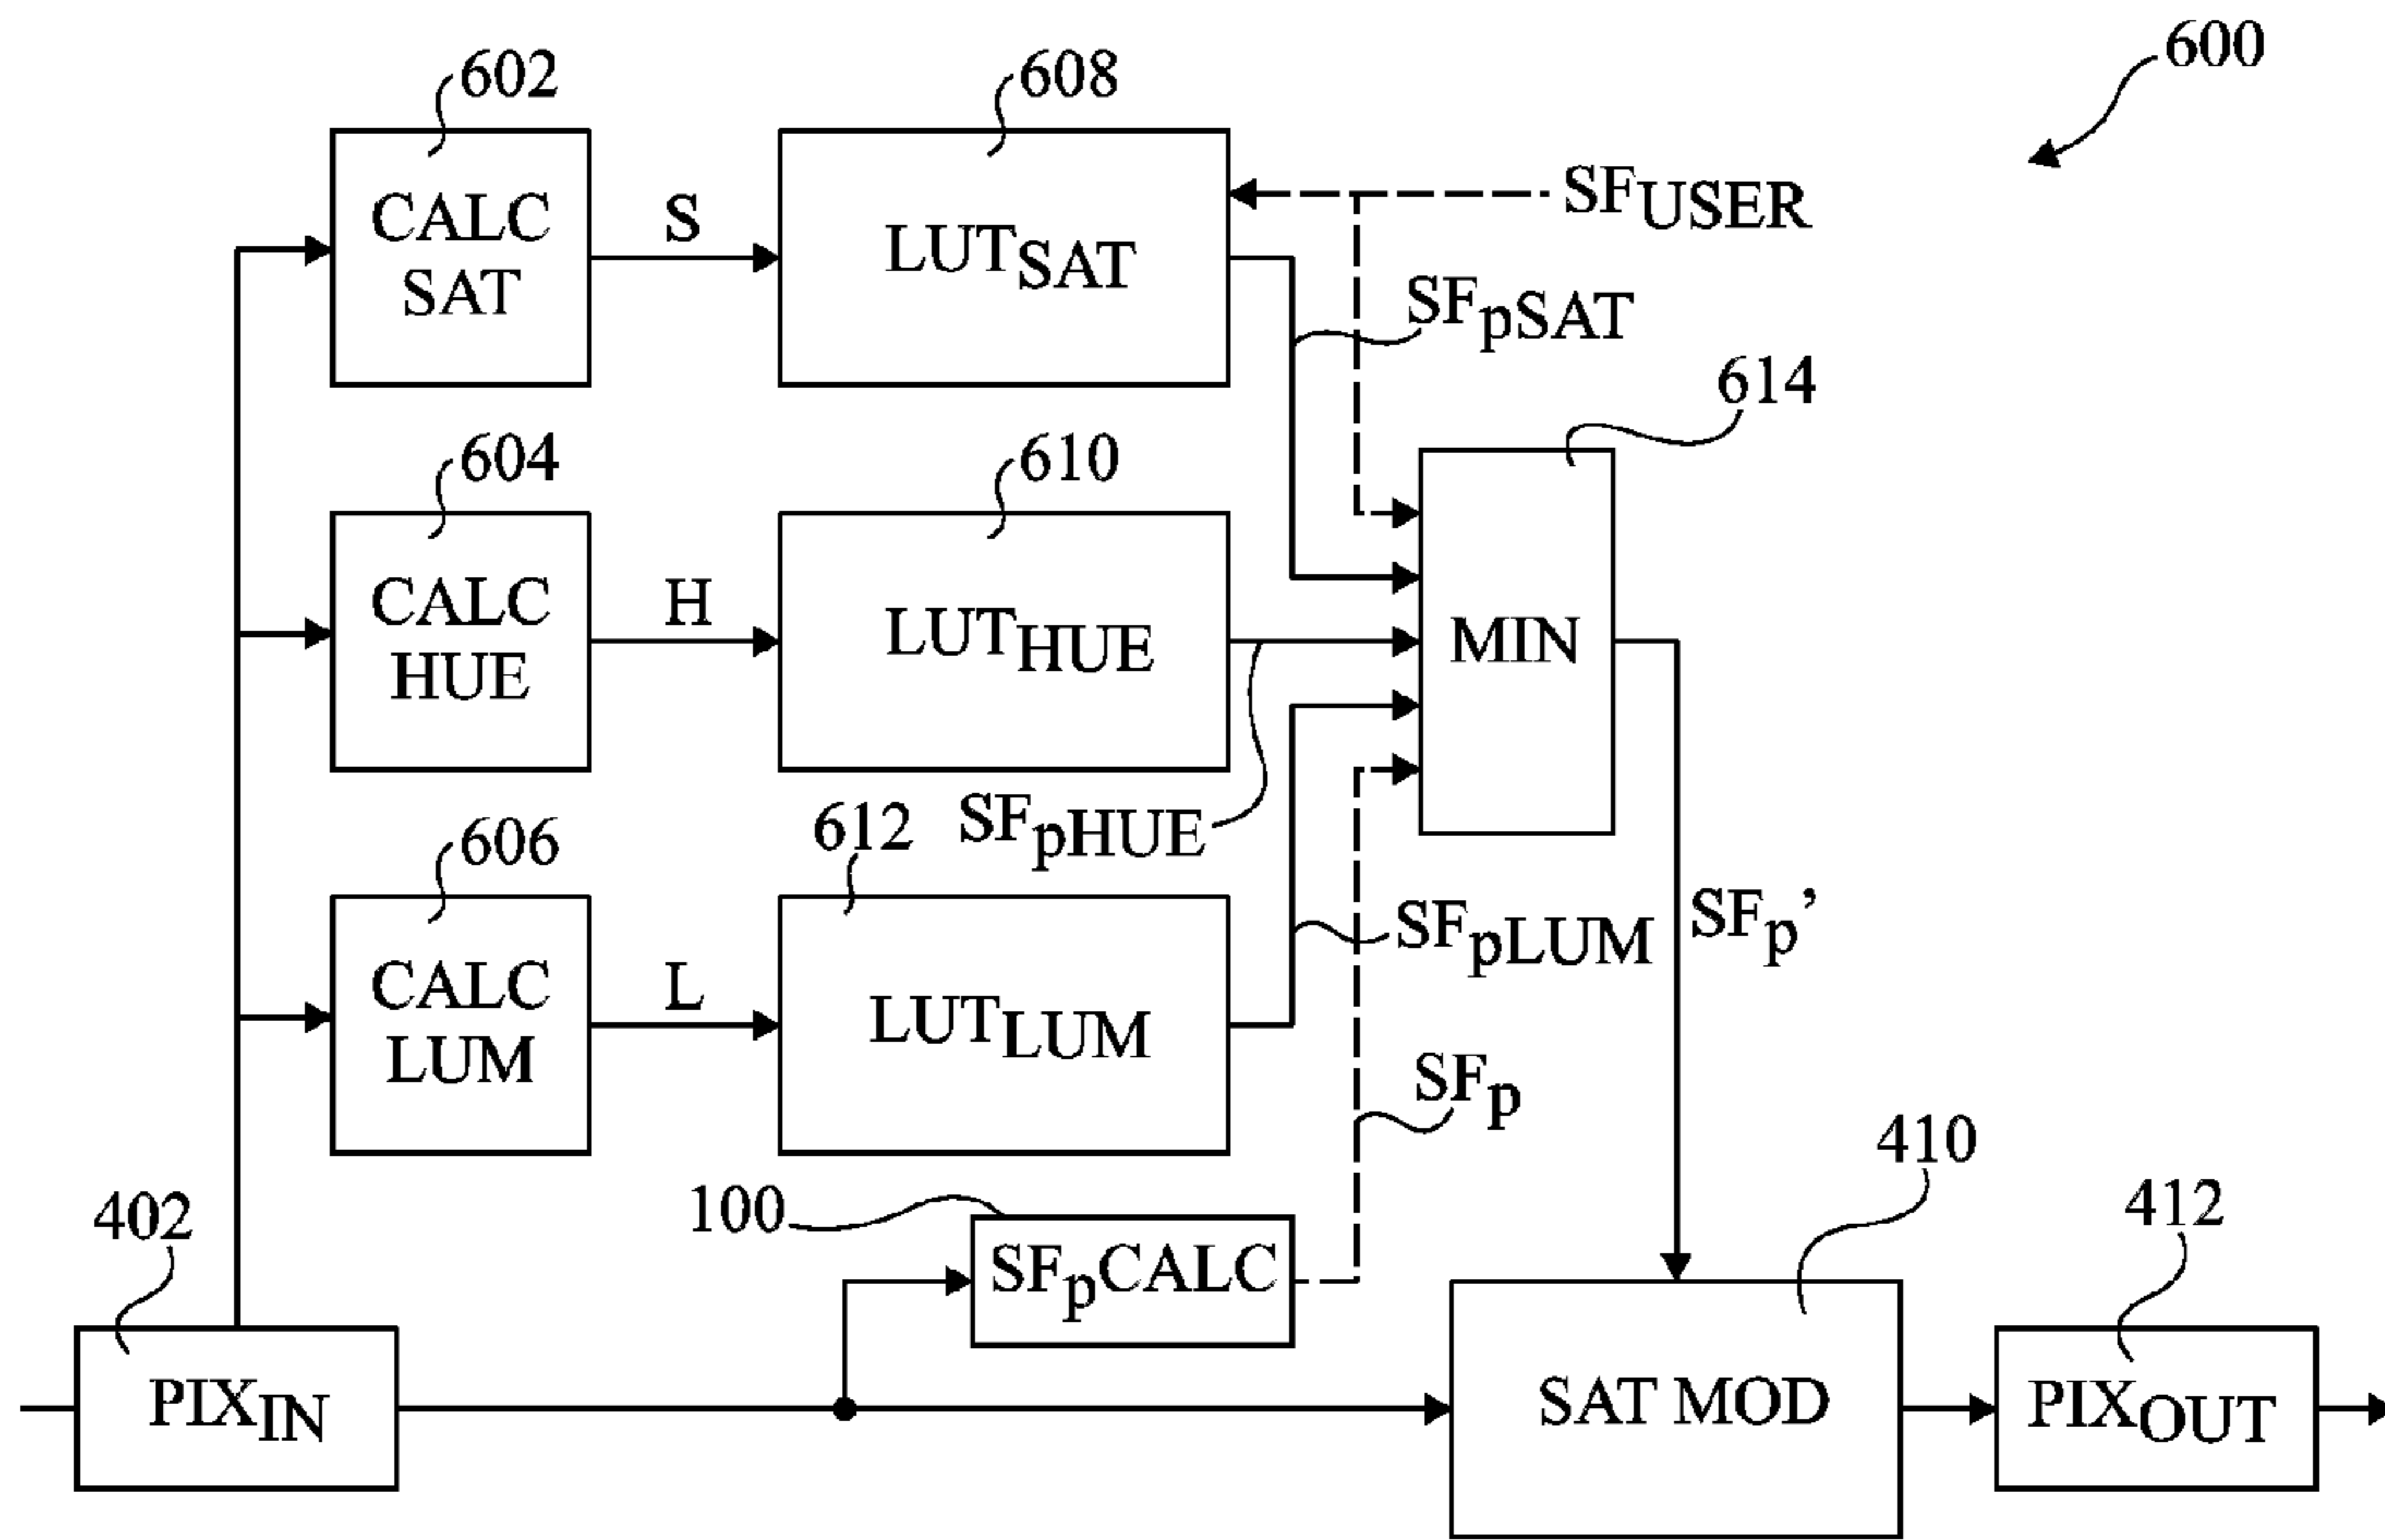 600
602
608
CALC
SAT
S
LUTSAT
SFUSER
SFpSAT
614
604
610
CALC
HUE
H
LUTHUE
MIN
SFpHUE
606
612
CALC
LUM
L
LUTLUM
SFpLUM
SFp’
SFp
402
100
SFpCALC
410
412
PIXIN
SAT MOD
PIXOUT